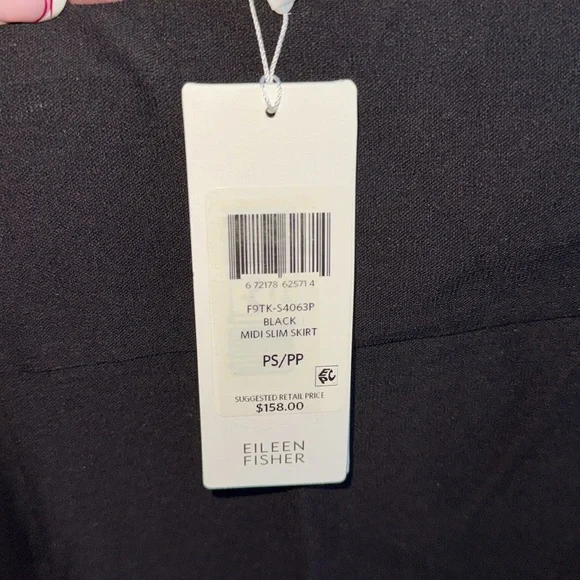 6 72178 62571 4
F9TK-S4063P
BLACK
MIDI SLIM SKIRT
PS/PP
SUGGESTED RETAIL PRICE
$158.00
EILEEN
FISHER